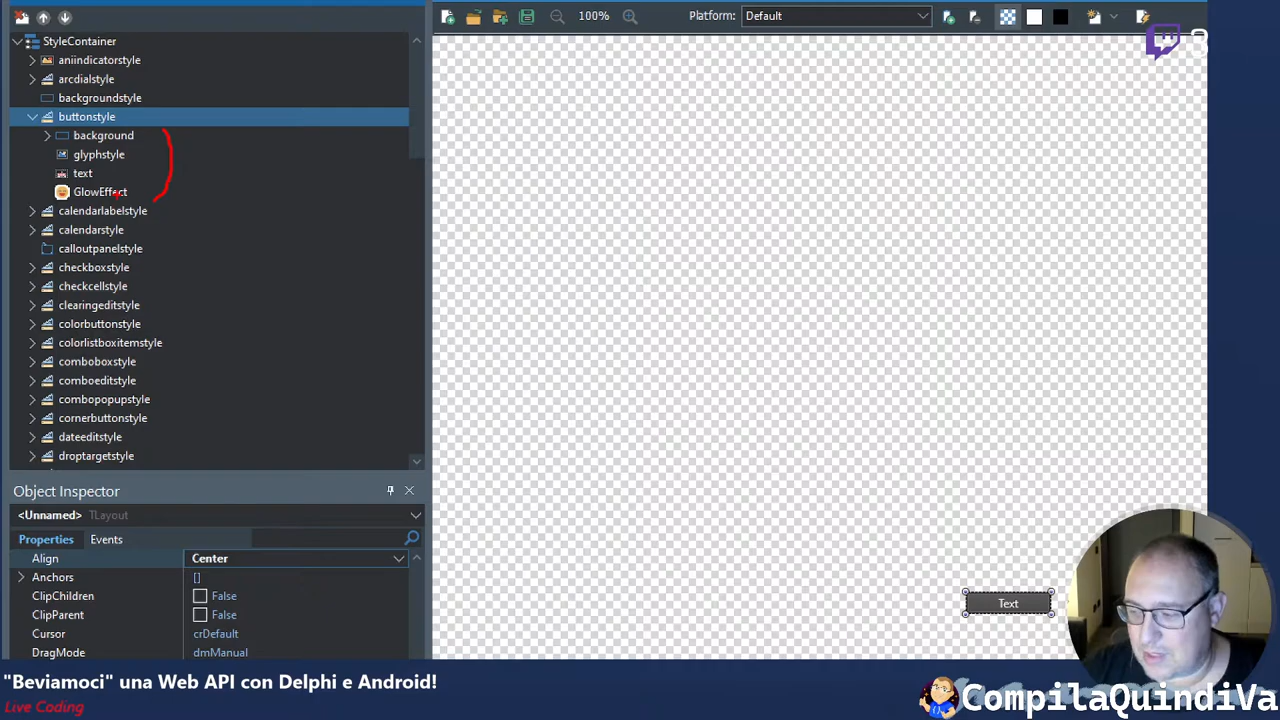 100%
Platform: Default
StyleContainer
aniindicatorstyle
arcdialstyle
backgroundstyle
buttonstyle
background
glyphstyle
text
GlowEffect
calendarlabelstyle
calendarstyle
calloutpanelstyle
checkboxstyle
checkcellstyle
clearingeditstyle
colorbuttonstyle
colorlistboxitemstyle
comboboxstyle
comboeditstyle
combopopupstyle
cornerbuttonstyle
dateeditstyle
droptargetstyle
Object Inspector
<Unnamed> TLayout
Properties Events
Align Center
Anchors []
ClipChildren False
ClipParent False
Cursor crDefault
DragMode dmManual
Text
"Beviamoci" una Web API con Delphi e Android!
Live Coding
CompilaQuindiVa